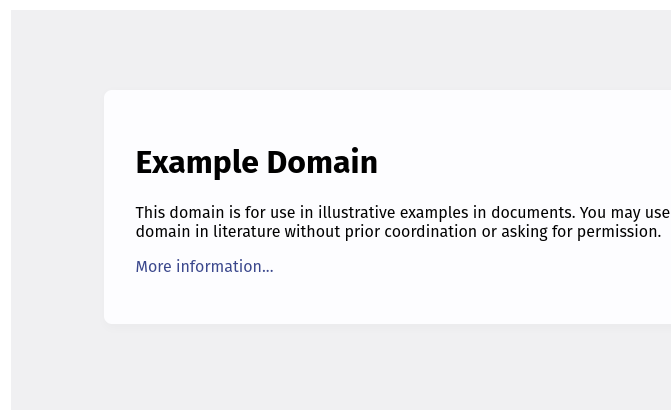 Example Domain
This domain is for use in illustrative examples in documents. You may use
domain in literature without prior coordination or asking for permission.
More information...